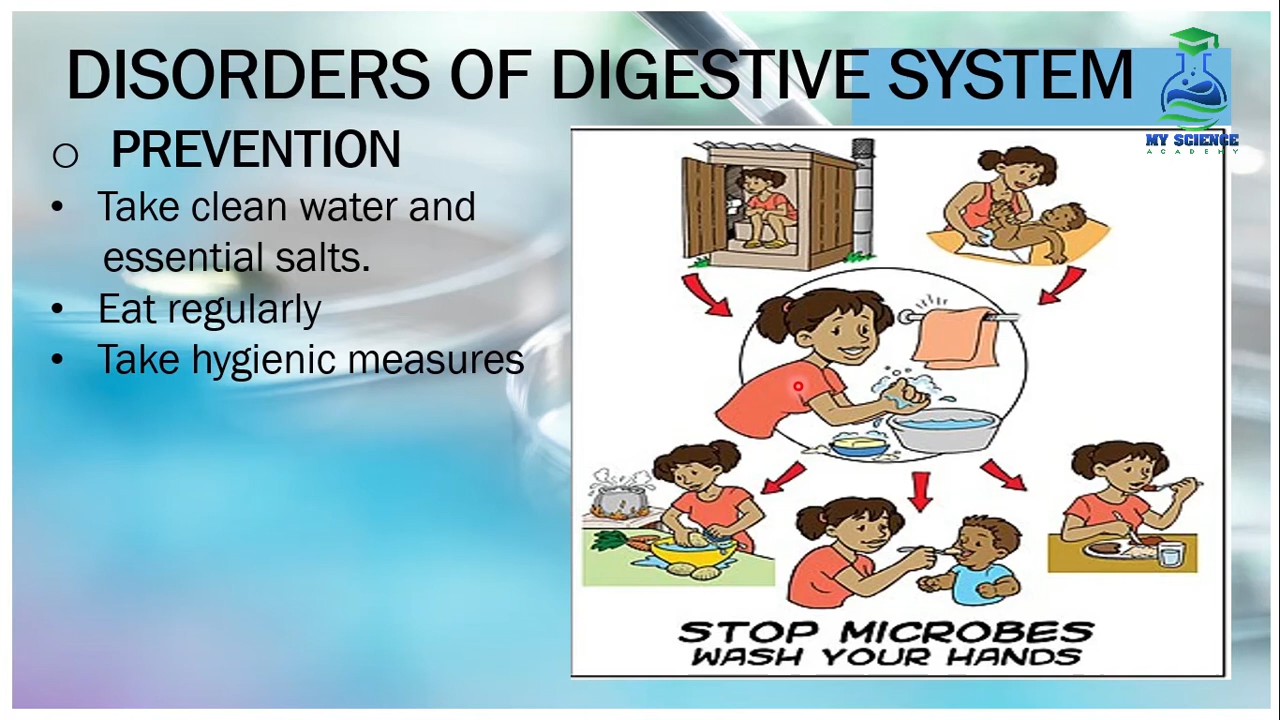 DISORDERS OF DIGESTIVE SYSTEM
MY SCIENCE
ACADEMY
PREVENTION
• Take clean water and
essential salts.
• Eat regularly
• Take hygienic measures
STOP MICROBES
WASH YOUR HANDS